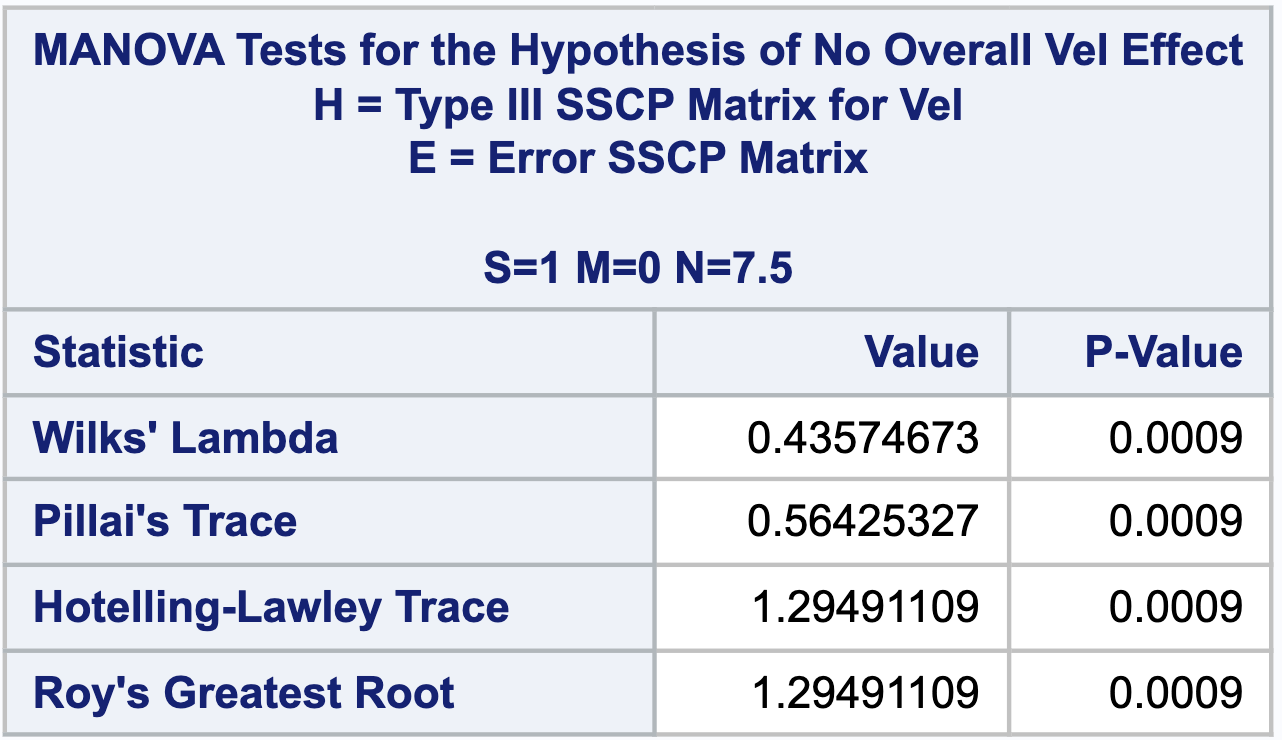 MANOVA Tests for the Hypothesis of No Overall Vel Effect
H = Type III SSCP Matrix for Vel
E = Error SSCP Matrix
S=1 M=0 N=7.5
Statistic Value P-Value
Wilks' Lambda 0.43574673 0.0009
Pillai's Trace 0.56425327 0.0009
Hotelling-Lawley Trace 1.29491109 0.0009
Roy's Greatest Root 1.29491109 0.0009